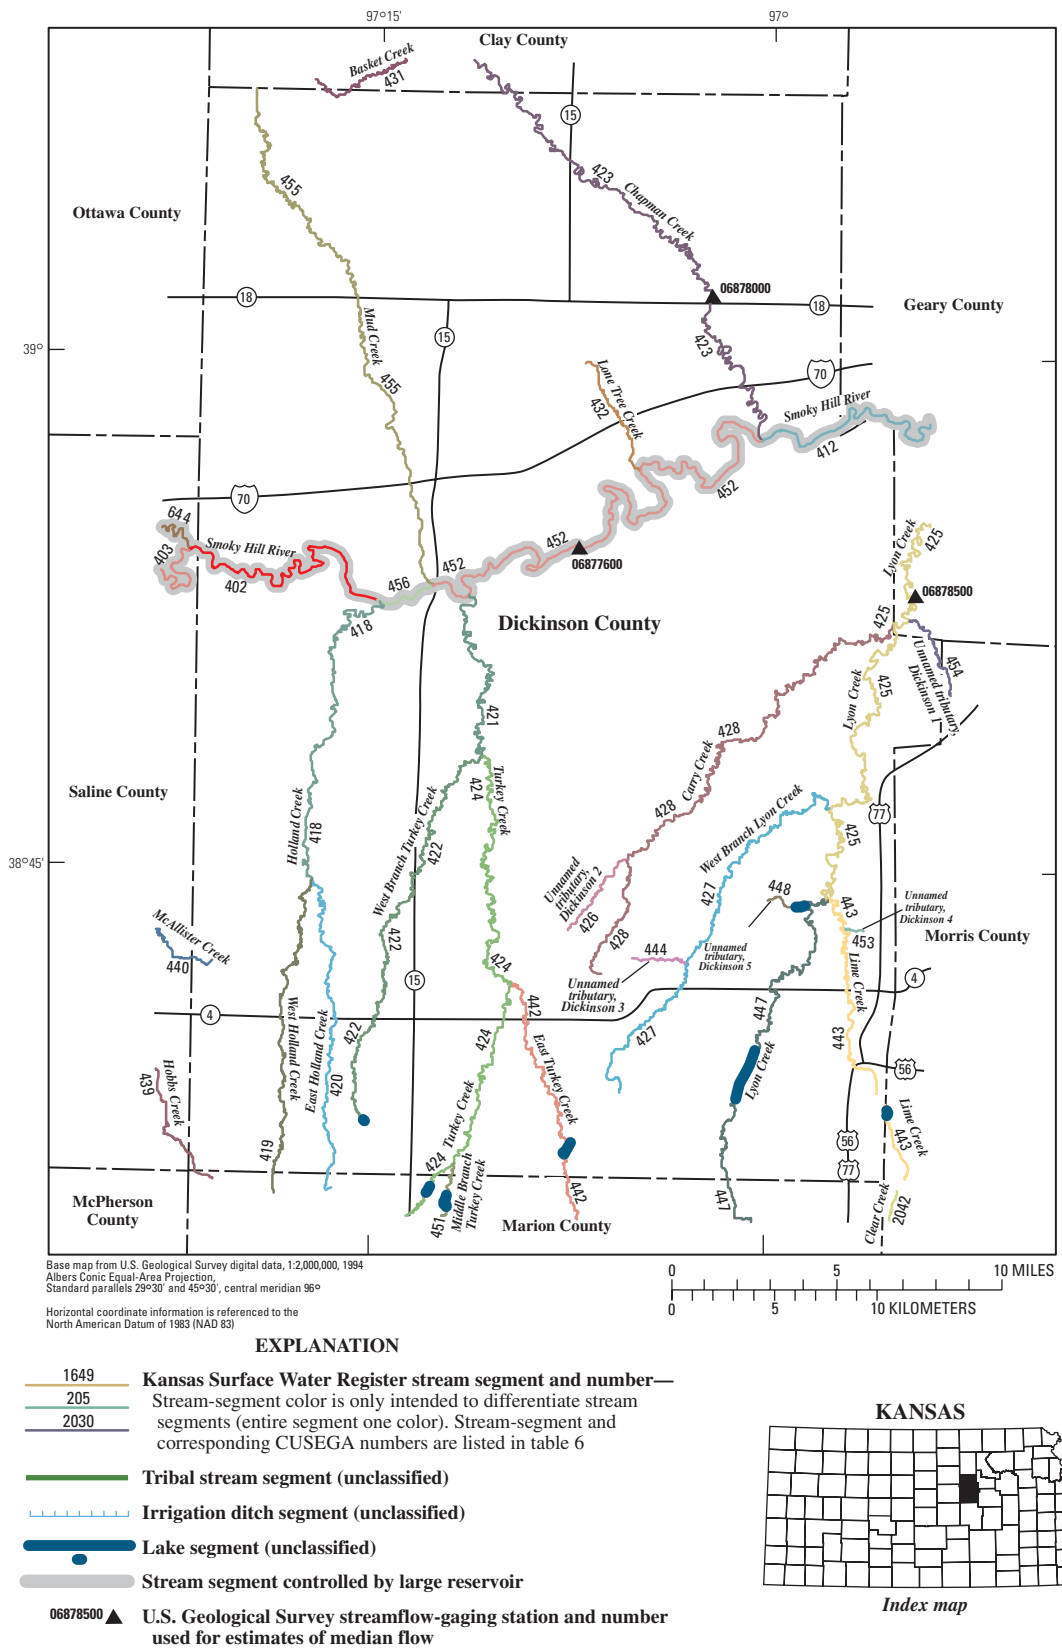 97º15'
97º
Clay County
Basket Creek
431
15
423
Chapman Creek
455
Ottawa County
06878000
18
18
Geary County
Mud Creek
15
423
39º
Lone Tree Creek
432
70
455
Smoky Hill River
412
452
70
644
403
Smoky Hill River
402
456
452
452
06877600
Lyon Creek
425
06878500
418
Dickinson County
425
Unnamed tributary, Dickinson 1
454
Lyon Creek
425
421
428
Carry Creek
Turkey Creek
424
Saline County
Holland Creek
418
428
West Branch Lyon Creek
77
425
West Branch Turkey Creek
422
38º45'
Unnamed tributary, Dickinson 2
426
427
448
443
Unnamed tributary, Dickinson 4
453
Morris County
McAllister Creek
440
422
428
444
Unnamed tributary, Dickinson 5
Lime Creek
424
15
Unnamed tributary, Dickinson 3
4
4
West Holland Creek
442
447
443
422
424
427
East Holland Creek
420
East Turkey Creek
Lyon Creek
56
Hobbs Creek
439
Lime Creek
443
56
77
419
Turkey Creek
424
Middle Branch Turkey Creek
451
442
447
Clear Creek
2042
McPherson County
Marion County
Base map from U.S. Geological Survey digital data, 1:2,000,000, 1994
Albers Conic Equal-Area Projection,
Standard parallels 29º30' and 45º30', central meridian 96º
0 5 10 MILES
0 5 10 KILOMETERS
Horizontal coordinate information is referenced to the
North American Datum of 1983 (NAD 83)
EXPLANATION
1649
205
2030
Kansas Surface Water Register stream segment and number—
Stream-segment color is only intended to differentiate stream
segments (entire segment one color). Stream-segment and
corresponding CUSEGA numbers are listed in table 6
Tribal stream segment (unclassified)
Irrigation ditch segment (unclassified)
Lake segment (unclassified)
Stream segment controlled by large reservoir
06878500
U.S. Geological Survey streamflow-gaging station and number
used for estimates of median flow
KANSAS
Index map